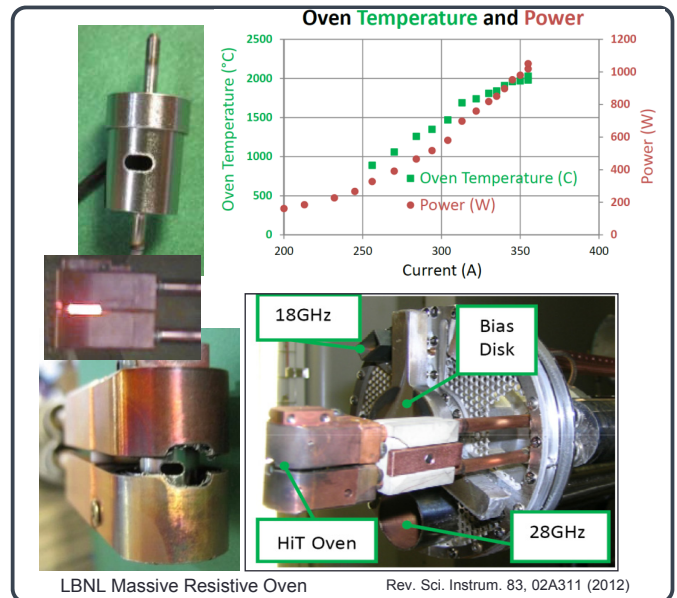 Oven Temperature and Power
Oven Temperature (°C)
2500
2000
1500
1000
500
0
1200
1000
800
600
400
200
0
Power (W)
Oven Temperature (C)
Power (W)
200 250 300 350 400
Current (A)
18GHz
Bias
Disk
HiT Oven
28GHz
LBNL Massive Resistive Oven
Rev. Sci. Instrum. 83, 02A311 (2012)